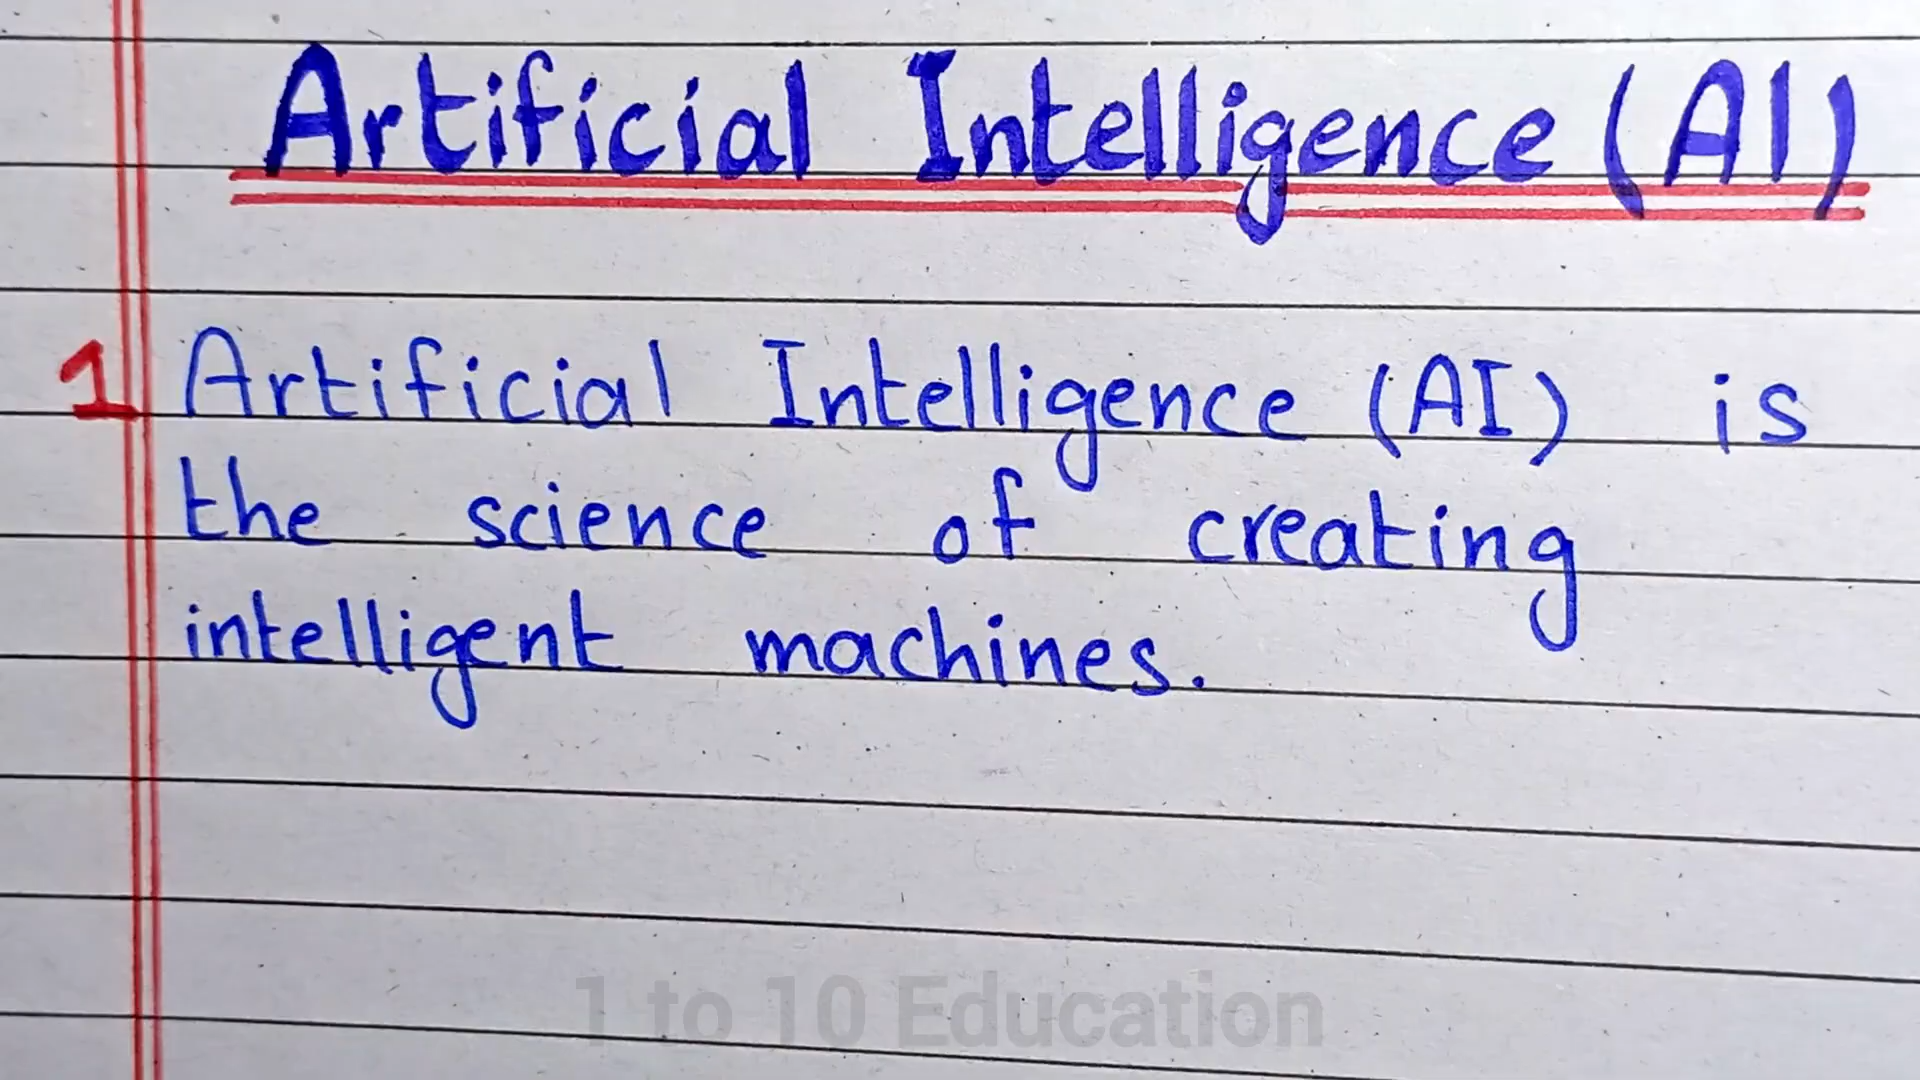 Artificial Intelligence (AI)
1 Artificial Intelligence (AI) is
the science of creating
intelligent machines.
1 to 10 Education